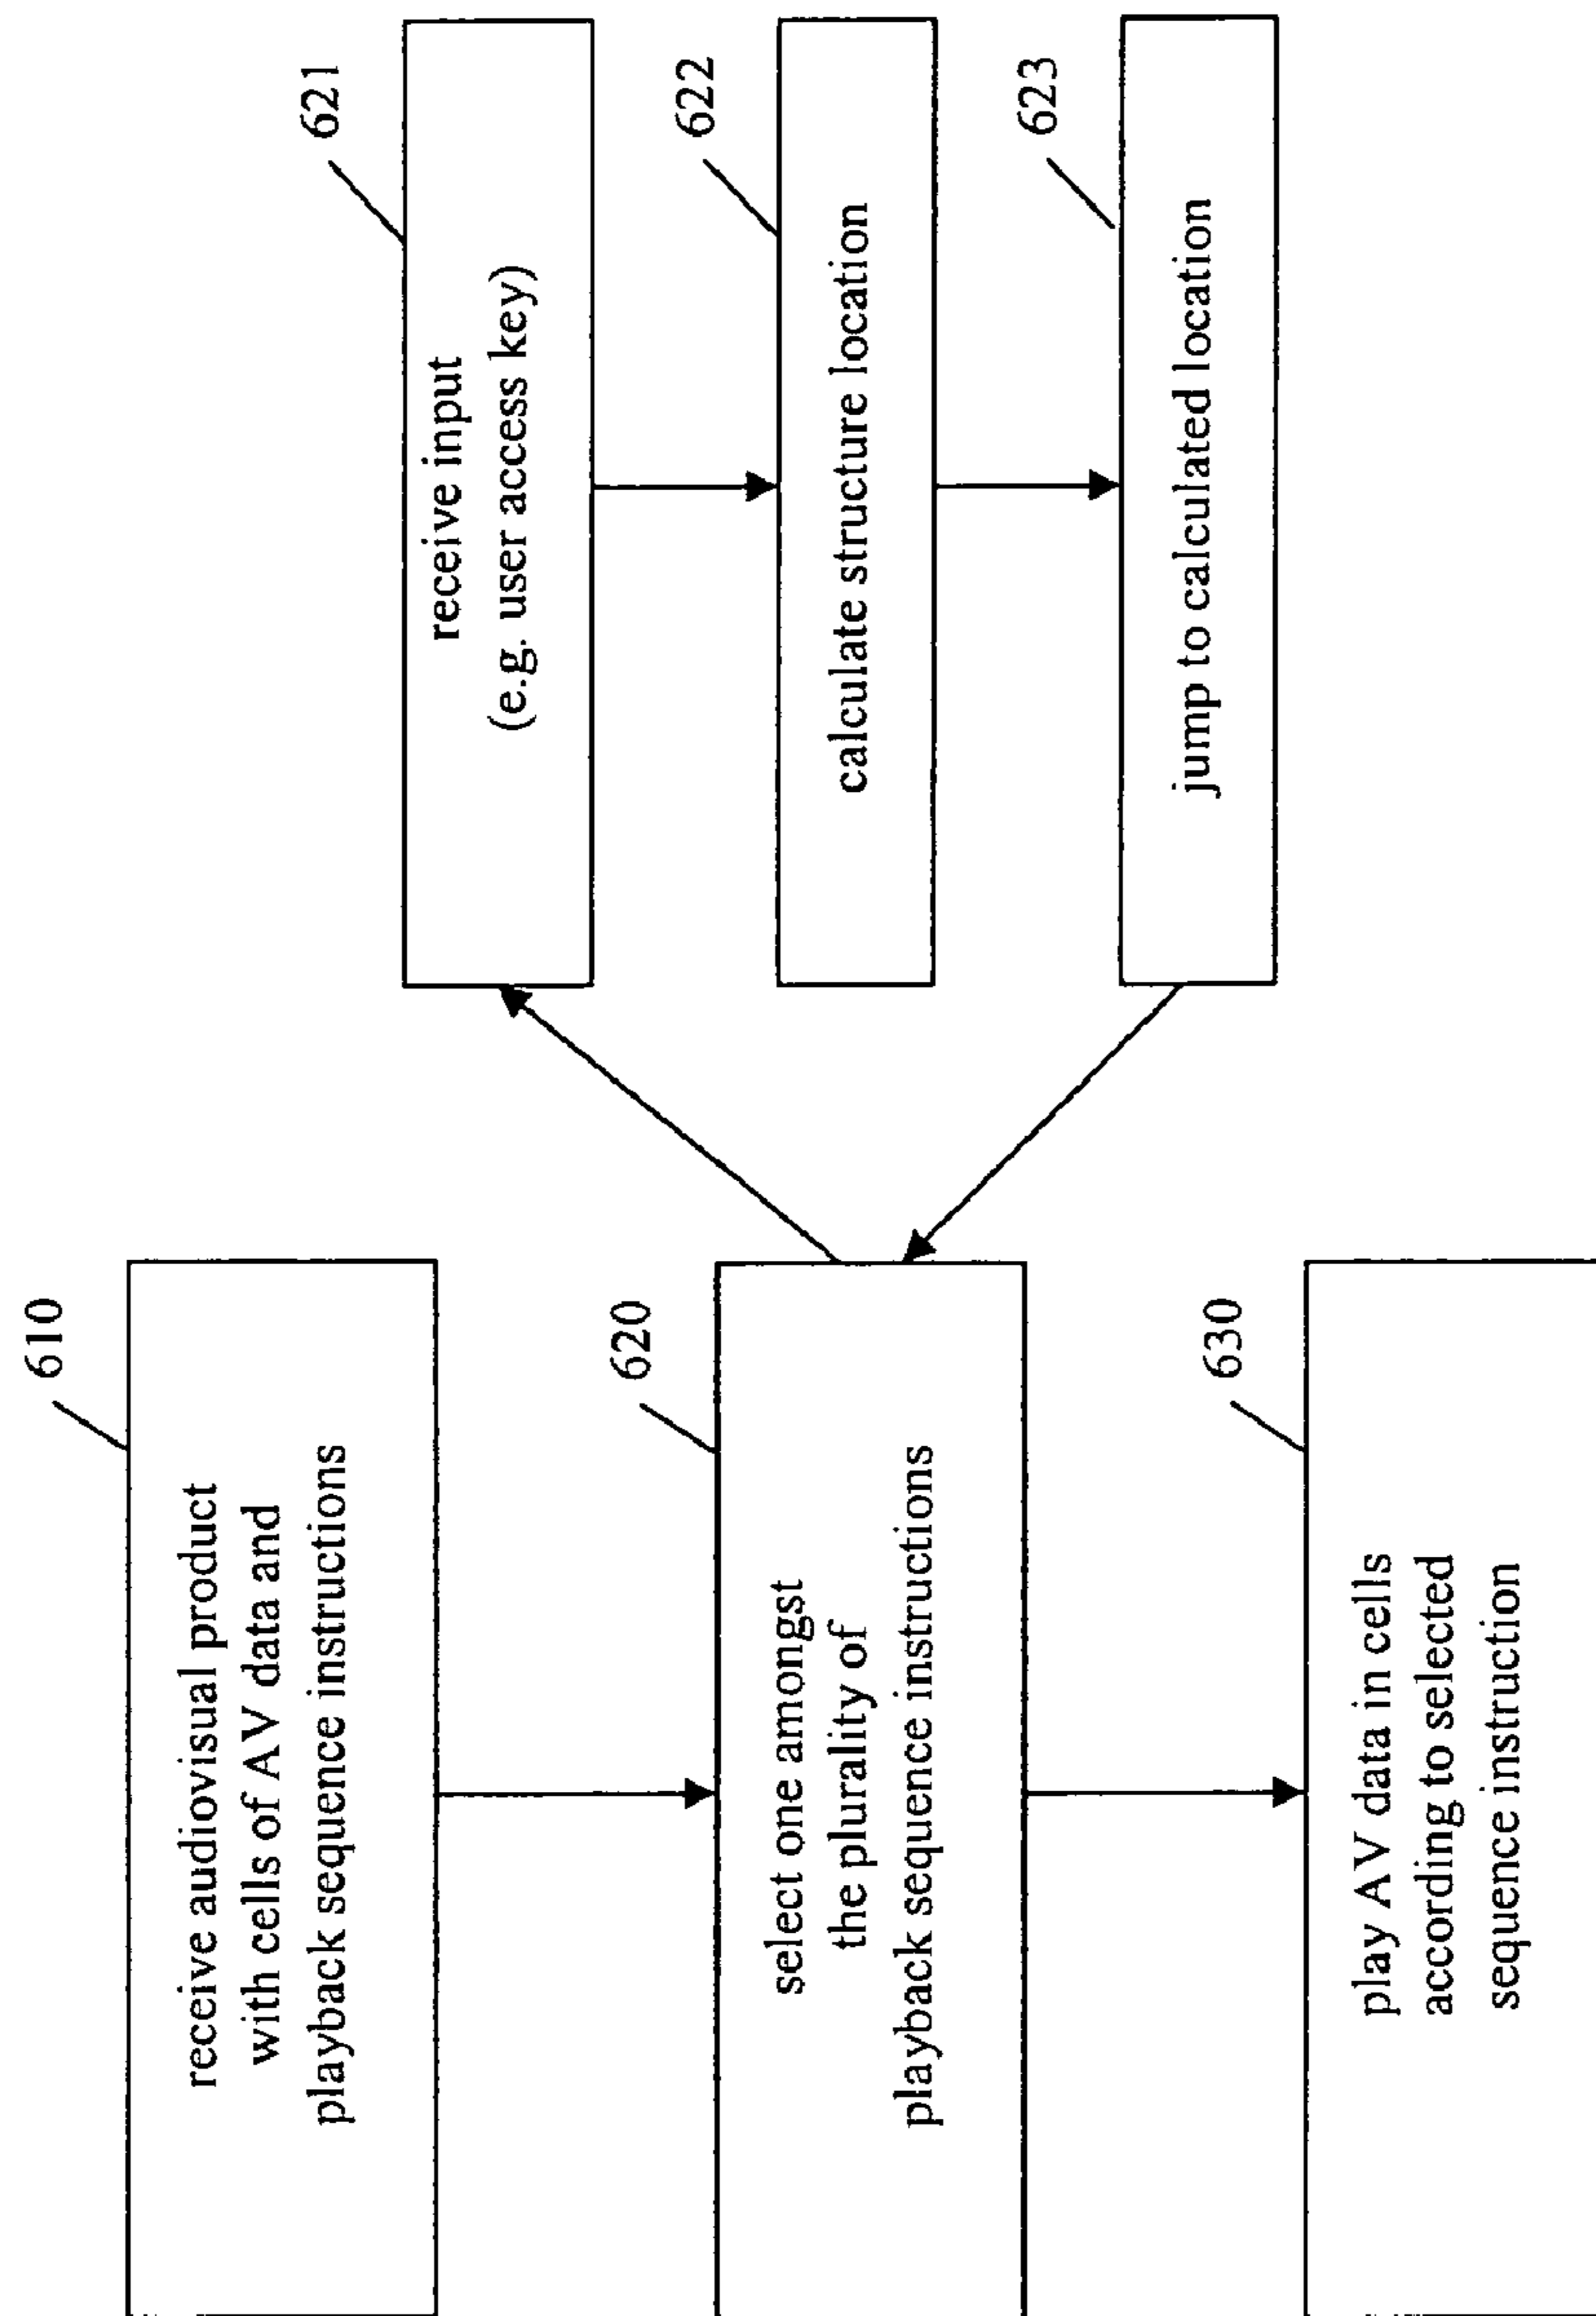 610
receive audiovisual product
with cells of AV data and
playback sequence instructions
620
select one amongst
the plurality of
playback sequence instructions
630
play AV data in cells
according to selected
sequence instruction
621
receive input
(e.g. user access key)
622
calculate structure location
623
jump to calculated location